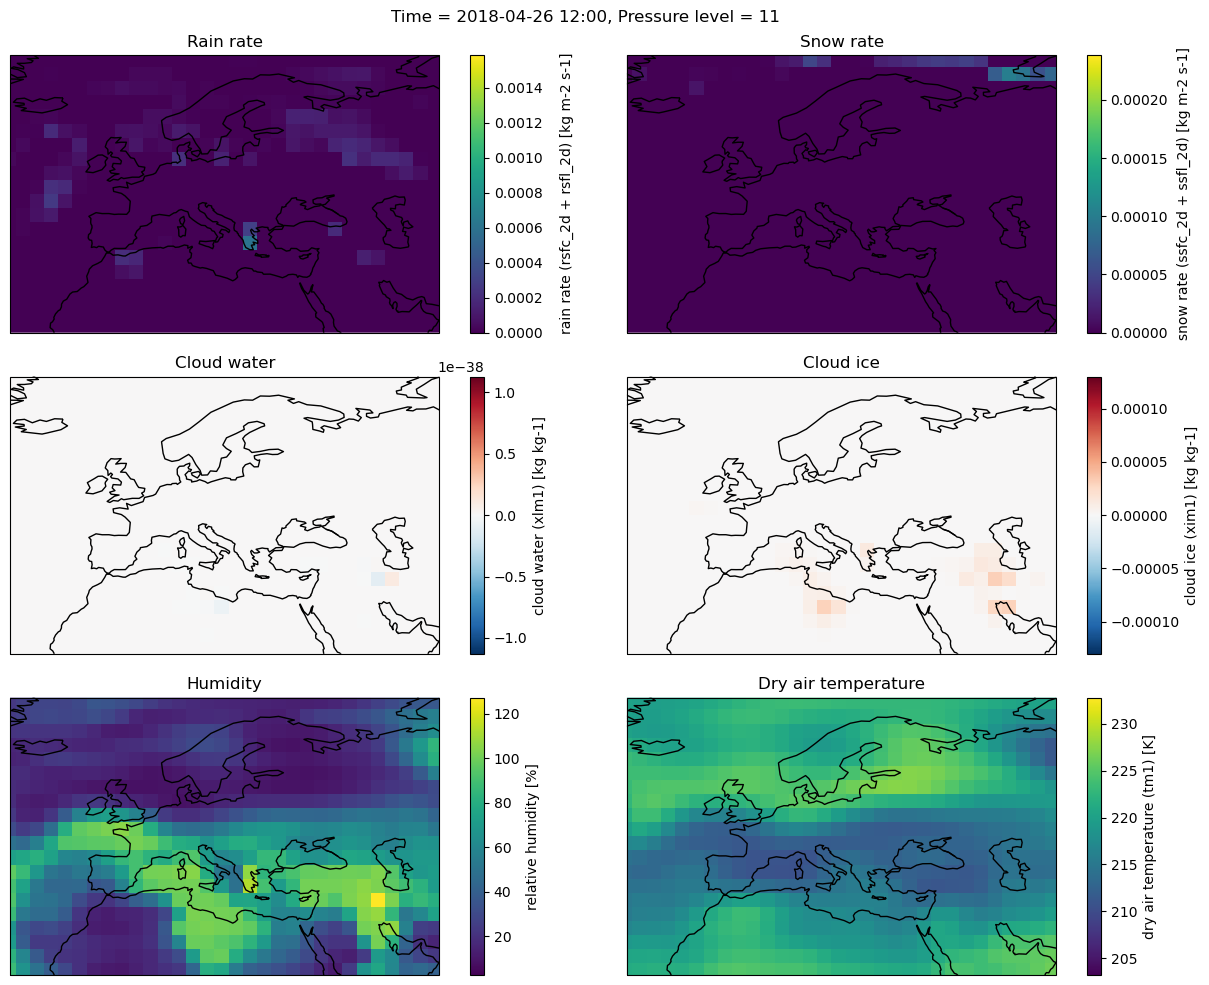 Time = 2018-04-26 12:00, Pressure level = 11
Rain rate
0.0014
0.0012
0.0010
0.0008
0.0006
0.0004
0.0002
0.0000
rain rate (rsfc_2d + rsfl_2d) [kg m-2 s-1]
Snow rate
0.00020
0.00015
0.00010
0.00005
0.00000
snow rate (ssfc_2d + ssfl_2d) [kg m-2 s-1]
Cloud water
1e−38
1.0
0.5
0.0
−0.5
−1.0
cloud water (xlm1) [kg kg-1]
Cloud ice
0.00010
0.00005
0.00000
−0.00005
−0.00010
cloud ice (xim1) [kg kg-1]
Humidity
120
100
80
60
40
20
relative humidity [%]
Dry air temperature
230
225
220
215
210
205
dry air temperature (tm1) [K]